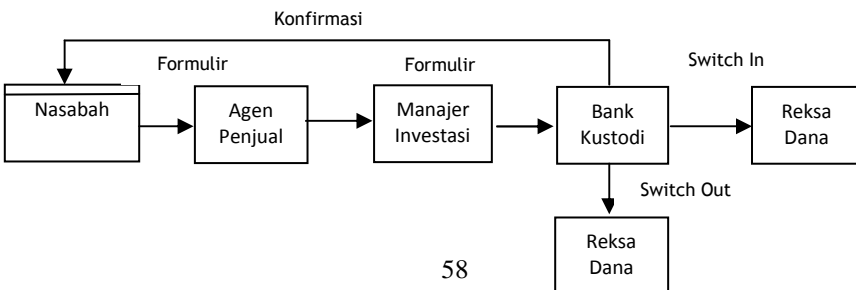 Konfirmasi
Formulir
Formulir
Switch In
Nasabah
Agen
Penjual
Manajer
Investasi
Bank
Kustodi
Reksa
Dana
Switch Out
Reksa
Dana
58